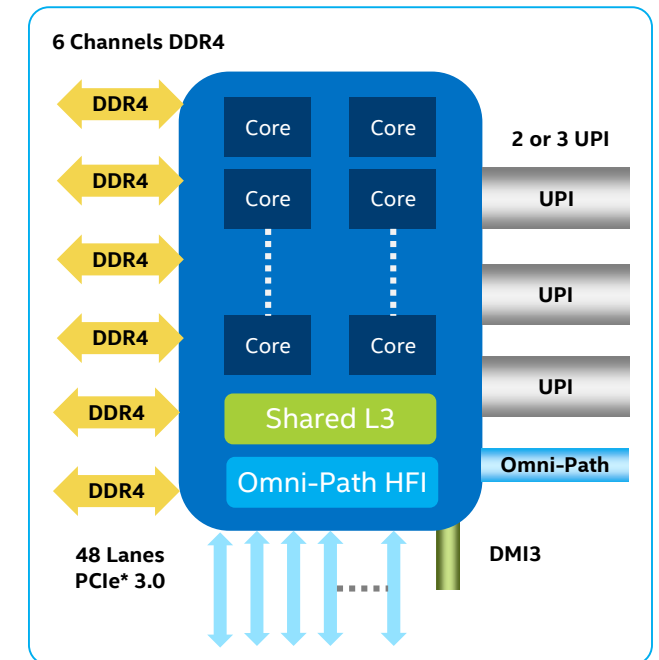 6 Channels DDR4
DDR4
Core
Core
2 or 3 UPI
DDR4
Core
Core
UPI
DDR4
UPI
DDR4
Core
Core
UPI
DDR4
Shared L3
Omni-Path
DDR4
Omni-Path HFI
48 Lanes
PCIe* 3.0
DMI3